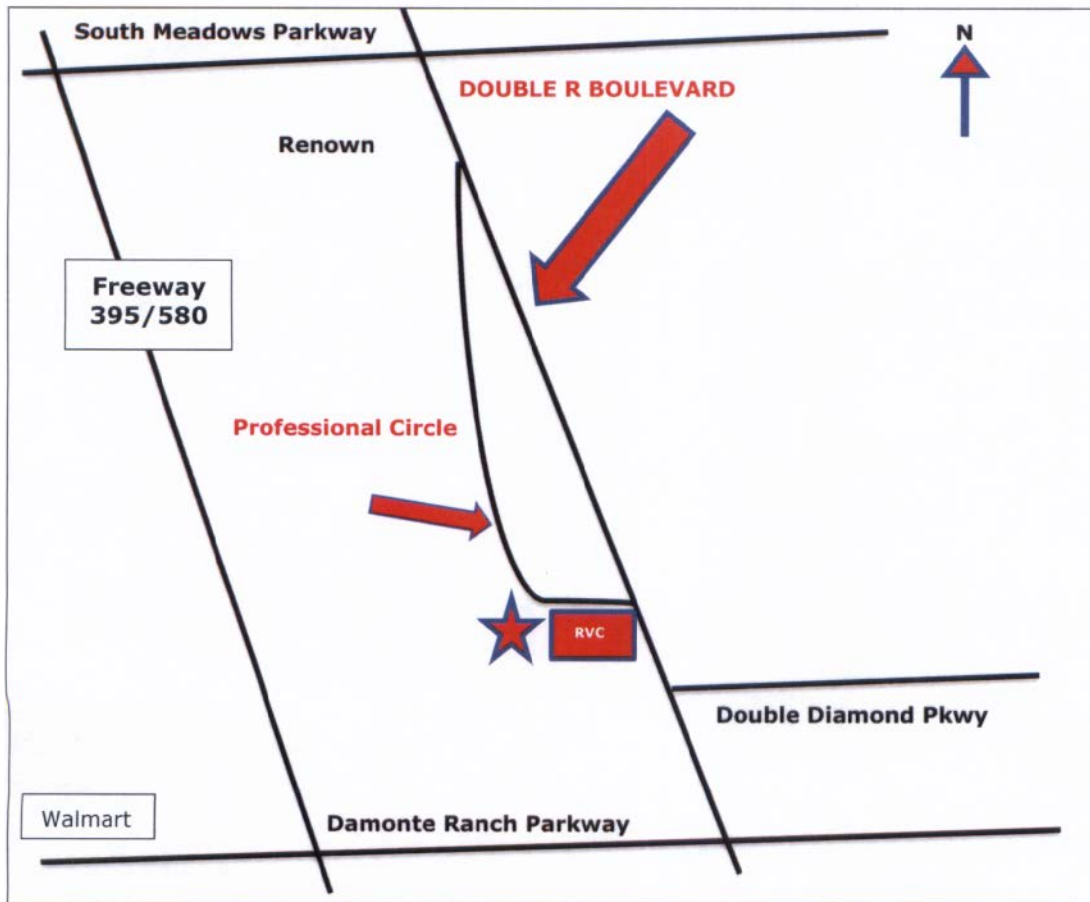 South Meadows Parkway
N
DOUBLE R BOULEVARD
Renown
Freeway
395/580
Professional Circle
RVC
Double Diamond Pkwy
Walmart
Damonte Ranch Parkway